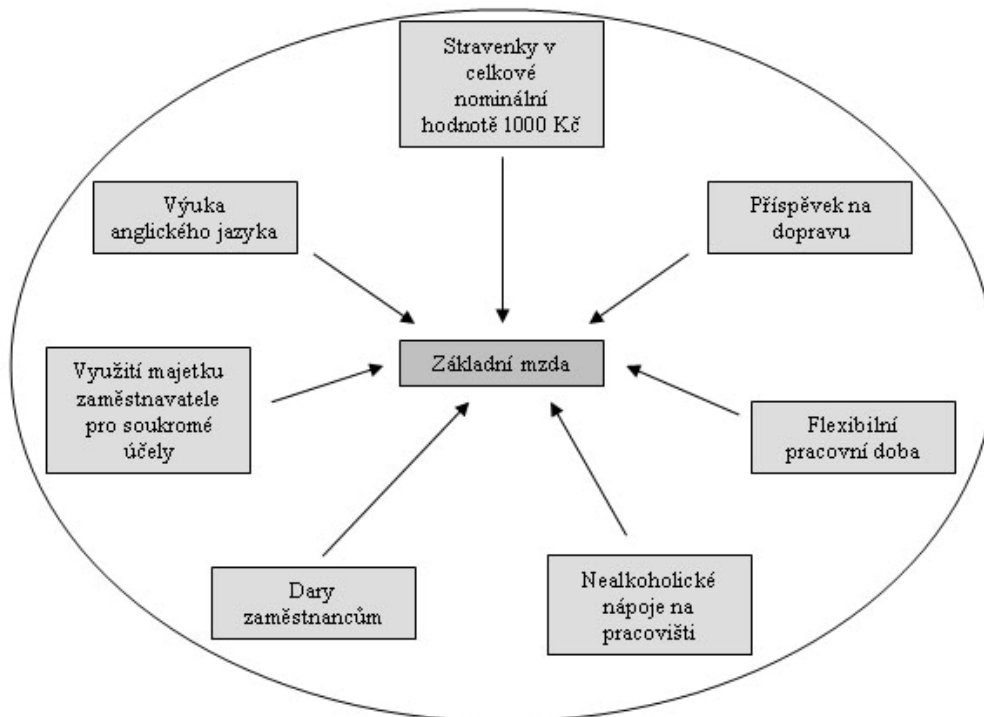 Stravenky v
celkové
nominální
hodnotě 1000 Kč
Výuka
anglického jazyka
Příspěvek na
dopravu
Základní mzda
Využití majetku
zaměstnavatele
pro soukromé
účely
Flexibilní
pracovní doba
Dary
zaměstnancům
Nealkoholické
nápoje na
pracovišti